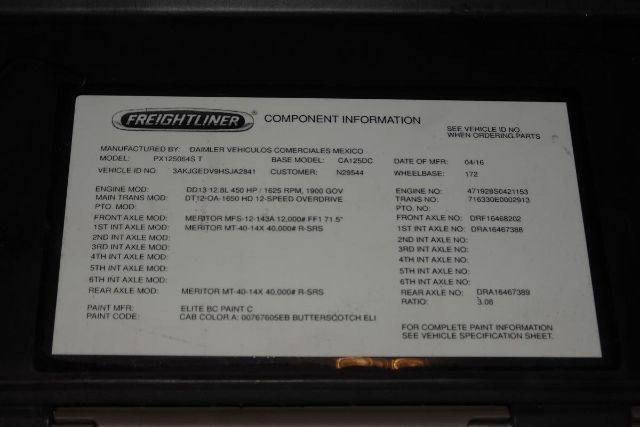 FREIGHTLINER COMPONENT INFORMATION
SEE VEHICLE ID NO.
WHEN ORDERING PARTS
MANUFACTURED BY: DAIMLER VEHICULOS COMERCIALES MEXICO
MODEL: PX125064S T BASE MODEL: CA125DC DATE OF MFR: 04/16
VEHICLE ID NO. 3AKJGEDV9HSJA2841 CUSTOMER: N29544 WHEELBASE: 172
ENGINE MOD: DD13 12.8L 450 HP / 1625 RPM, 1900 GOV ENGINE NO: 471928S0421153
MAIN TRANS MOD: DT12-OA-1650 HD 12-SPEED OVERDRIVE TRANS NO: 716330E0002913
PTO. MOD: PTO. NO:
FRONT AXLE MOD: MERITOR MFS-12-143A 12,000# FF1 71.5" FRONT AXLE NO: DRF16468202
1ST INT AXLE MOD: MERITOR MT-40-14X 40,000# R-SRS 1ST INT AXLE NO: DRA16467388
2ND INT AXLE MOD: 2ND INT AXLE NO:
3RD INT AXLE MOD: 3RD INT AXLE NO:
4TH INT AXLE MOD: 4TH INT AXLE NO:
5TH INT AXLE MOD: 5TH INT AXLE NO:
6TH INT AXLE MOD: 6TH INT AXLE NO:
REAR AXLE MOD: MERITOR MT-40-14X 40,000# R-SRS REAR AXLE NO: DRA16467389
RATIO: 3.08
PAINT MFR: ELITE BC PAINT C
PAINT CODE: CAB COLOR A: 00767605EB BUTTERSCOTCH ELI
FOR COMPLETE PAINT INFORMATION
SEE VEHICLE SPECIFICATION SHEET.